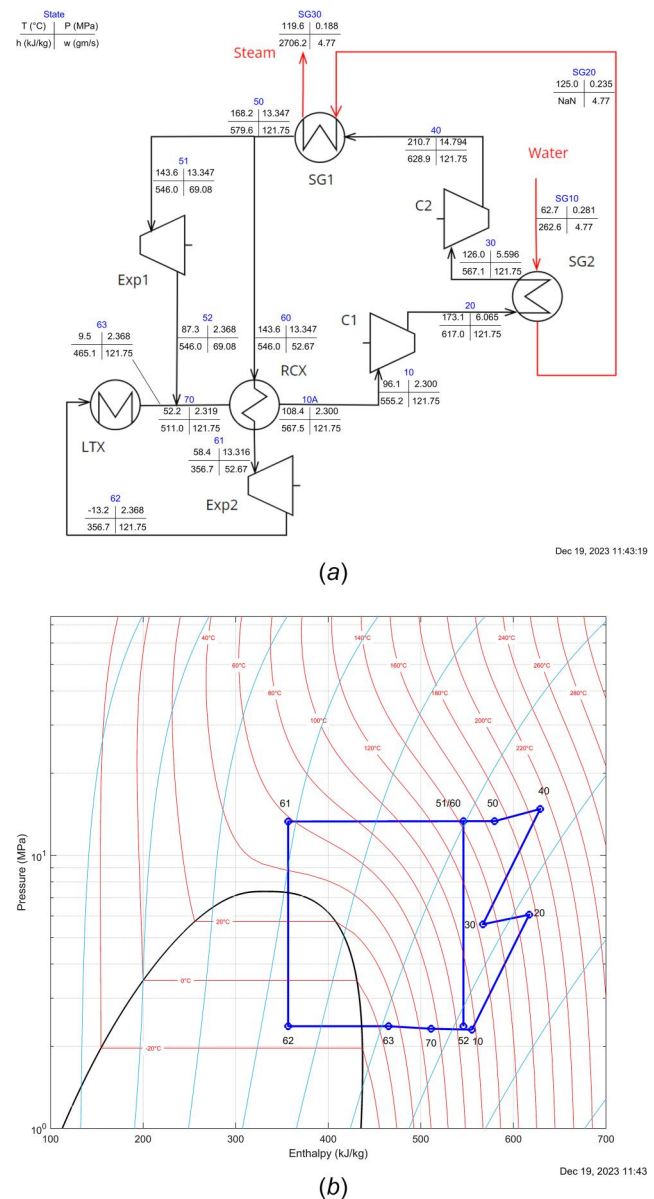 State
T (°C) P (MPa)
h (kJ/kg) w (gm/s)
SG30
119.6 0.188
2706.2 4.77
Steam
SG20
125.0 0.235
NaN 4.77
50
168.2 13.347
579.6 121.75
40
210.7 14.794
628.9 121.75
SG1
Water
51
143.6 13.347
546.0 69.08
SG10
62.7 0.281
262.6 4.77
C2
30
126.0 5.596
567.1 121.75
SG2
Exp1
20
173.1 6.065
617.0 121.75
C1
63
9.5 2.368
465.1 121.75
52
87.3 2.368
546.0 69.08
60
143.6 13.347
546.0 52.67
RCX
10
96.1 2.300
555.2 121.75
70
52.2 2.319
511.0 121.75
10A
108.4 2.300
567.5 121.75
LTX
61
58.4 13.316
356.7 52.67
Exp2
62
-13.2 2.368
356.7 121.75
Dec 19, 2023 11:43:19
(a)
40°C 140°C 240°C
60°C 160°C 260°C
80°C 180°C 280°C
100°C 200°C
120°C 220°C
61 51/60 50 40
Pressure (MPa)
10¹
20
30
20°C
0°C
-20°C
62 63 70 52 10
10⁰
100 200 300 400 500 600 700
Enthalpy (kJ/kg)
Dec 19, 2023 11:43
(b)